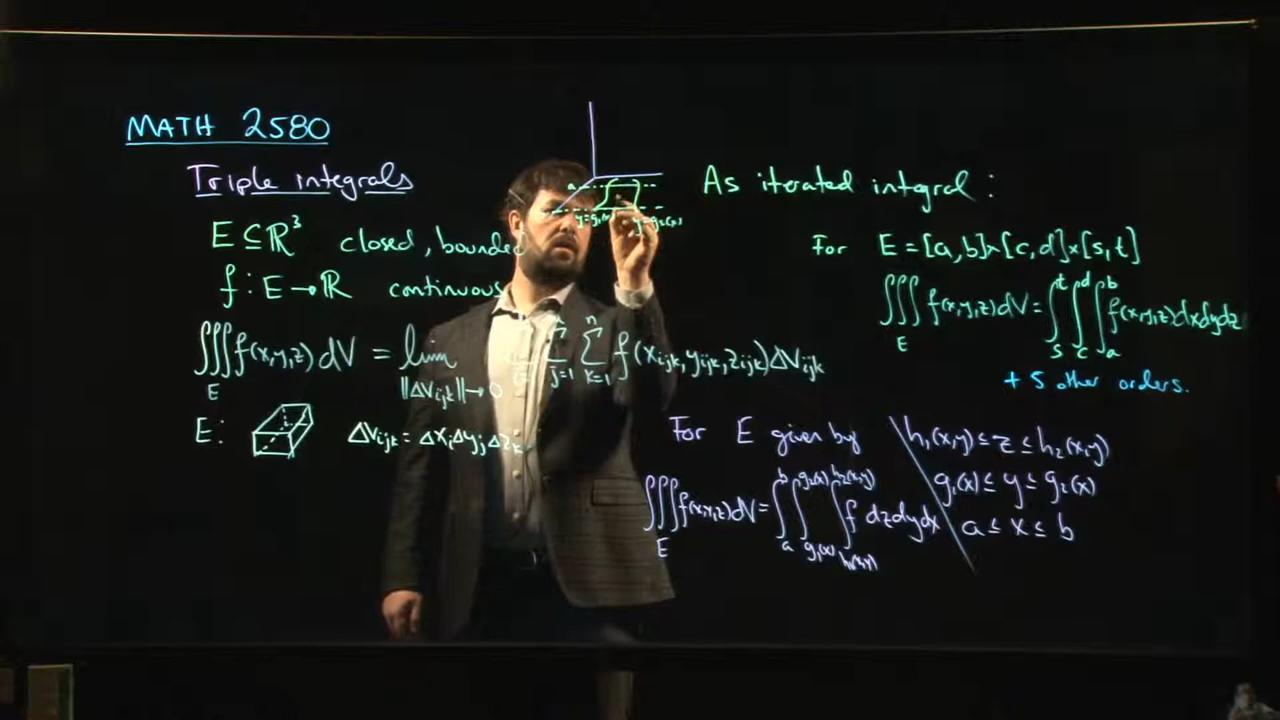 MATH 2580
Triple integrals
E ⊆ ℝ³ closed, bounded
f : E → ℝ continuous
∭_E f(x,y,z) dV = lim_{||ΔV_ijk||→0} Σ_{j=1} Σ_{k=1}^{n} f(x_ijk, y_ijk, z_ijk) ΔV_ijk
E: ΔV_ijk = Δx_i Δy_j Δz_k
a
y=g₁(x) y=g₂(x)
As iterated integral :
For E = [a,b]×[c,d]×[s,t]
∭_E f(x,y,z) dV = ∫_s^t ∫_c^d ∫_a^b f(x,y,z) dx dy dz
+ 5 other orders.
For E given by
h₁(x,y) ≤ z ≤ h₂(x,y)
g₁(x) ≤ y ≤ g₂(x)
a ≤ x ≤ b
∭_E f(x,y,z) dV = ∫_a^b ∫_{g₁(x)}^{g₂(x)} ∫_{h₁(x,y)}^{h₂(x,y)} f dz dy dx